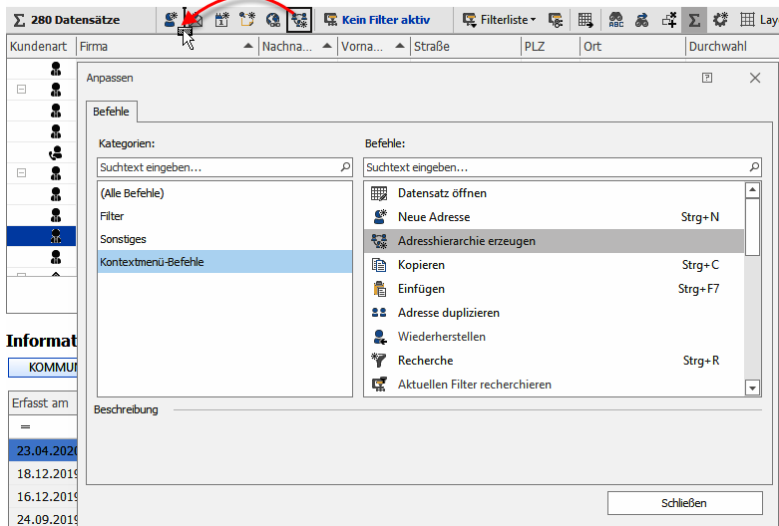 Σ 280 Datensätze Kein Filter aktiv Filterliste ABC Σ Lay
Kundenart Firma Nachna... Vorna... Straße PLZ Ort Durchwahl
Anpassen
Befehle
Kategorien: Befehle:
Suchtext eingeben... Suchtext eingeben...
(Alle Befehle) Datensatz öffnen
Filter Neue Adresse Strg+N
Sonstiges Adresshierarchie erzeugen
Kontextmenü-Befehle Kopieren Strg+C
Einfügen Strg+F7
Adresse duplizieren
Wiederherstellen
Informat
Recherche Strg+R
KOMMU
Aktuellen Filter recherchieren
Erfasst am
Beschreibung
=
23.04.2020
18.12.2019
16.12.2019
Schließen
24.09.2019